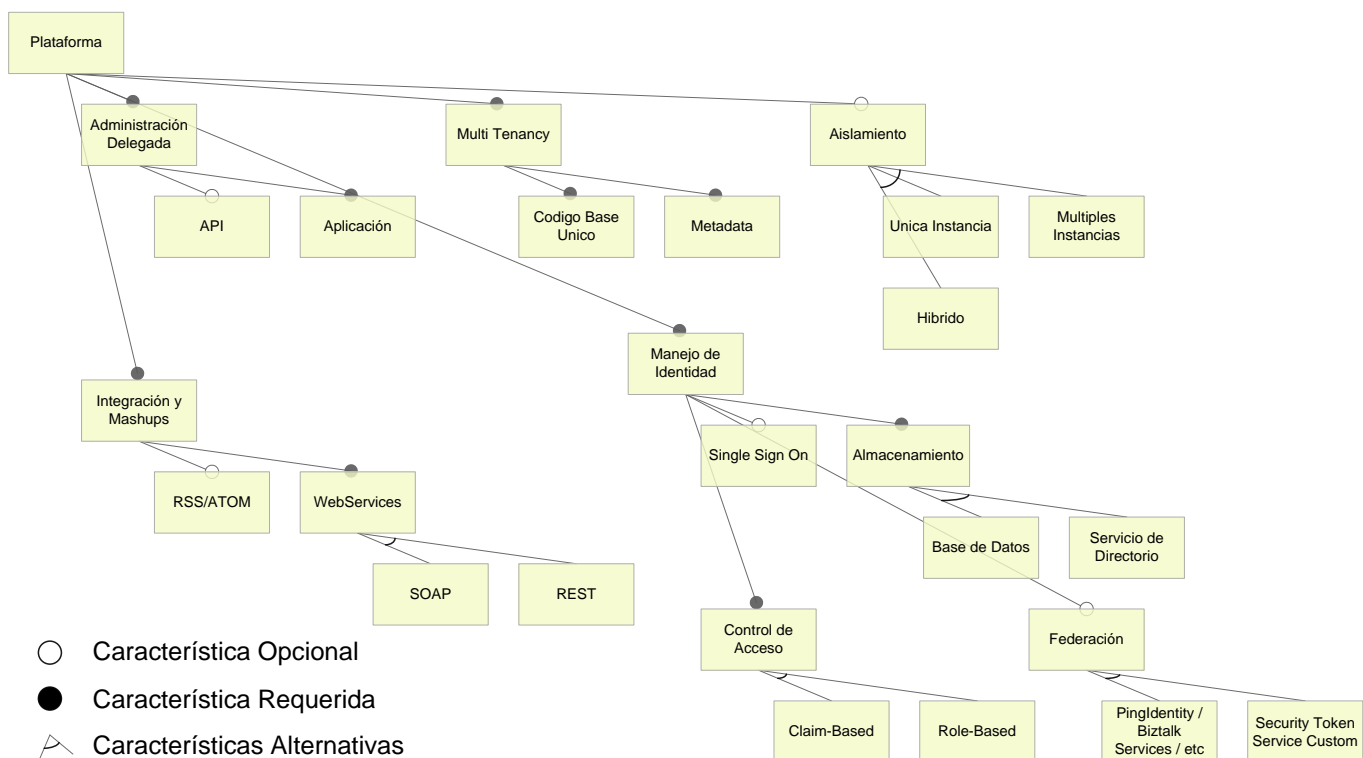 Plataforma
Administración
Delegada
Multi Tenancy
Aislamiento
API
Aplicación
Codigo Base
Unico
Metadata
Unica Instancia
Multiples
Instancias
Hibrido
Manejo de
Identidad
Integración y
Mashups
Single Sign On
Almacenamiento
RSS/ATOM
WebServices
Base de Datos
Servicio de
Directorio
SOAP
REST
Control de
Acceso
Federación
Claim-Based
Role-Based
PingIdentity /
Biztalk
Services / etc
Security Token
Service Custom
Característica Opcional
Característica Requerida
Características Alternativas